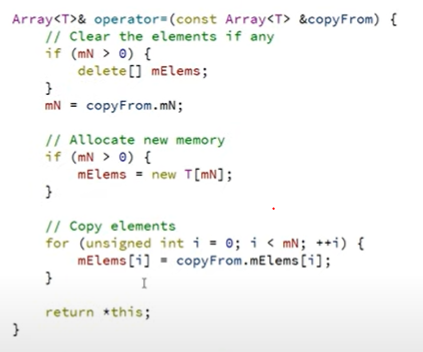 Array<T>& operator=(const Array<T> &copyFrom) {
// Clear the elements if any
if (mN > 0) {
delete[] mElems;
}
mN = copyFrom.mN;
// Allocate new memory
if (mN > 0) {
mElems = new T[mN];
}
// Copy elements
for (unsigned int i = 0; i < mN; ++i) {
mElems[i] = copyFrom.mElems[i];
}
return *this;
}